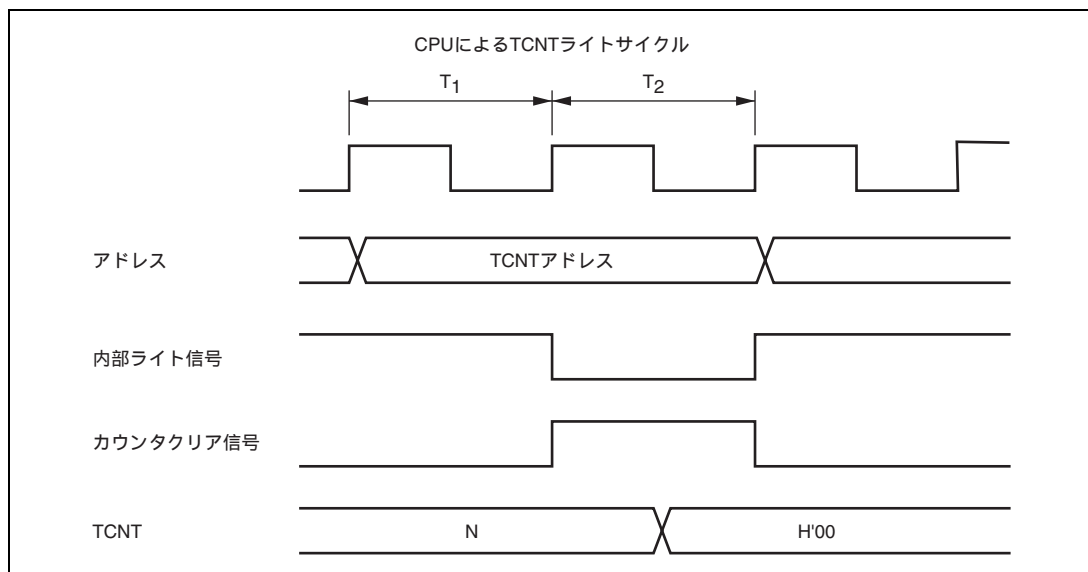 CPUによるTCNTライトサイクル
T1 T2
アドレス TCNTアドレス
内部ライト信号
カウンタクリア信号
TCNT N H'00